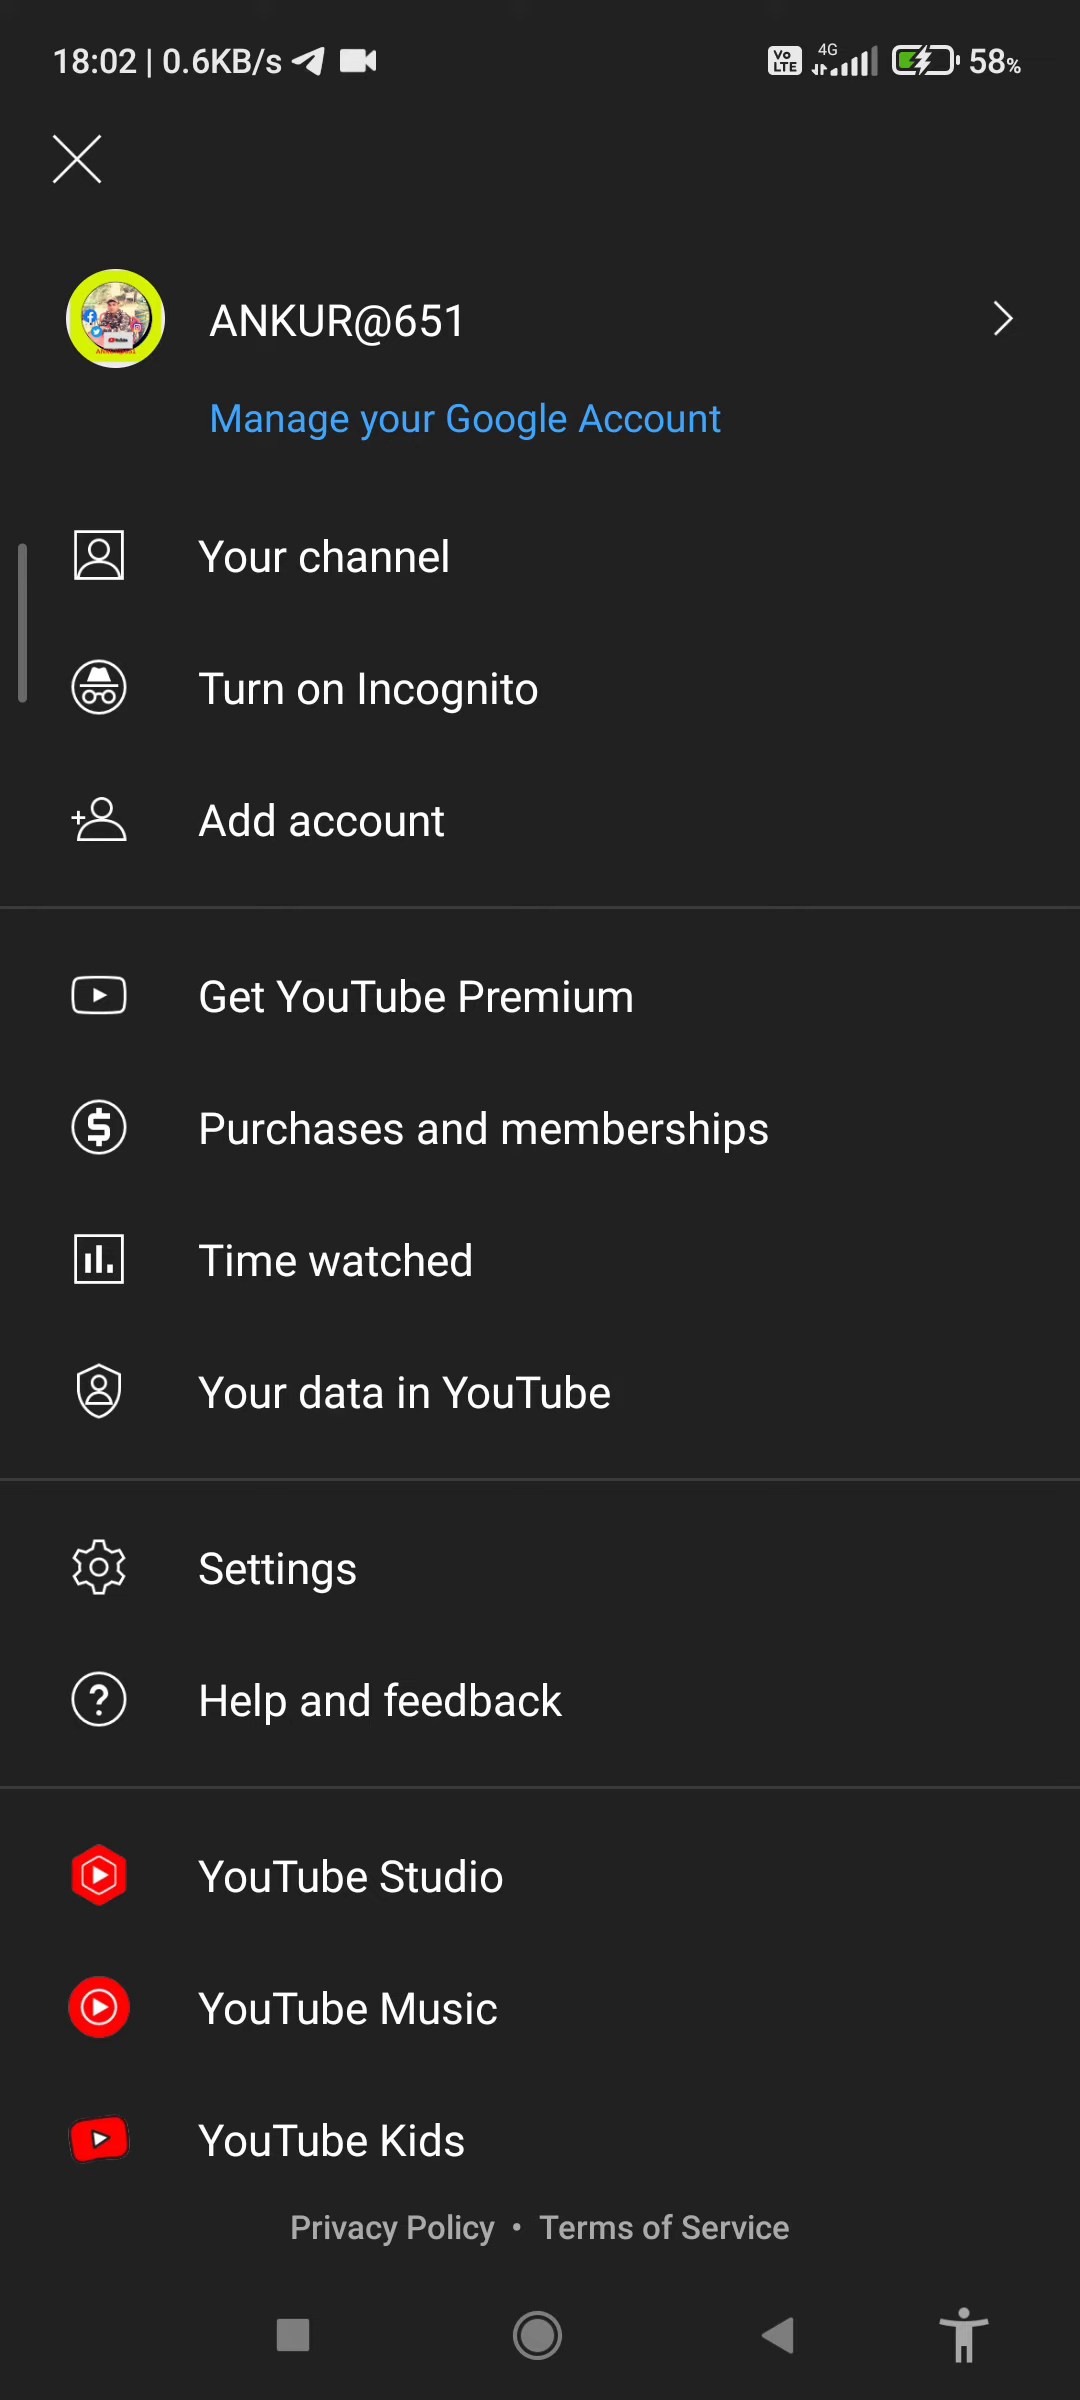 18:02 | 0.6KB/s Vo LTE 4G 58%
ANKUR@651
Manage your Google Account
Your channel
Turn on Incognito
Add account
Get YouTube Premium
Purchases and memberships
Time watched
Your data in YouTube
Settings
Help and feedback
YouTube Studio
YouTube Music
YouTube Kids
Privacy Policy • Terms of Service